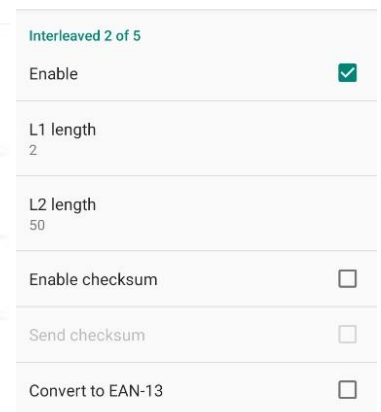 Interleaved 2 of 5
Enable
L1 length
2
L2 length
50
Enable checksum
Send checksum
Convert to EAN-13